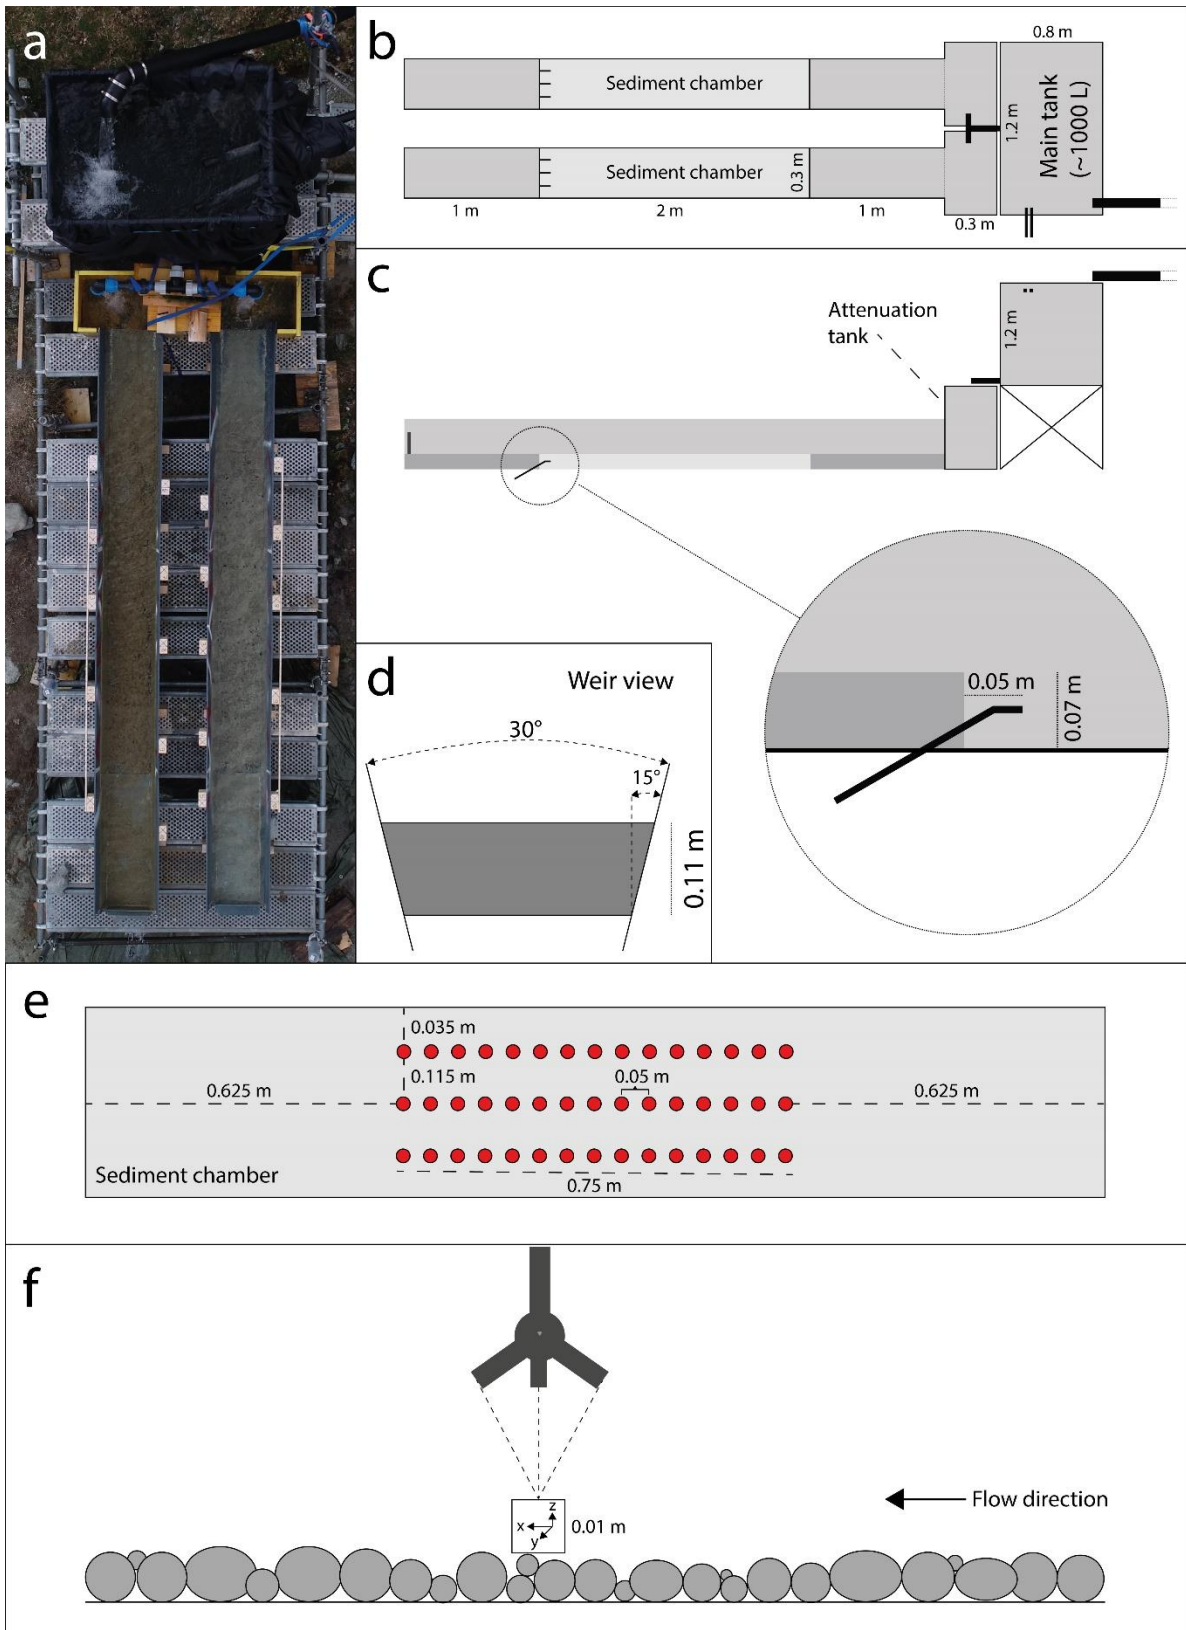 a
b
0.8 m
Sediment chamber
1.2 m
Main tank
(~1000 L)
Sediment chamber
0.3 m
1 m
2 m
1 m
0.3 m
c
Attenuation
tank
1.2 m
0.05 m
0.07 m
d
Weir view
30°
15°
0.11 m
e
0.035 m
0.115 m
0.05 m
0.625 m
0.625 m
Sediment chamber
0.75 m
f
Flow direction
z
x
y
0.01 m